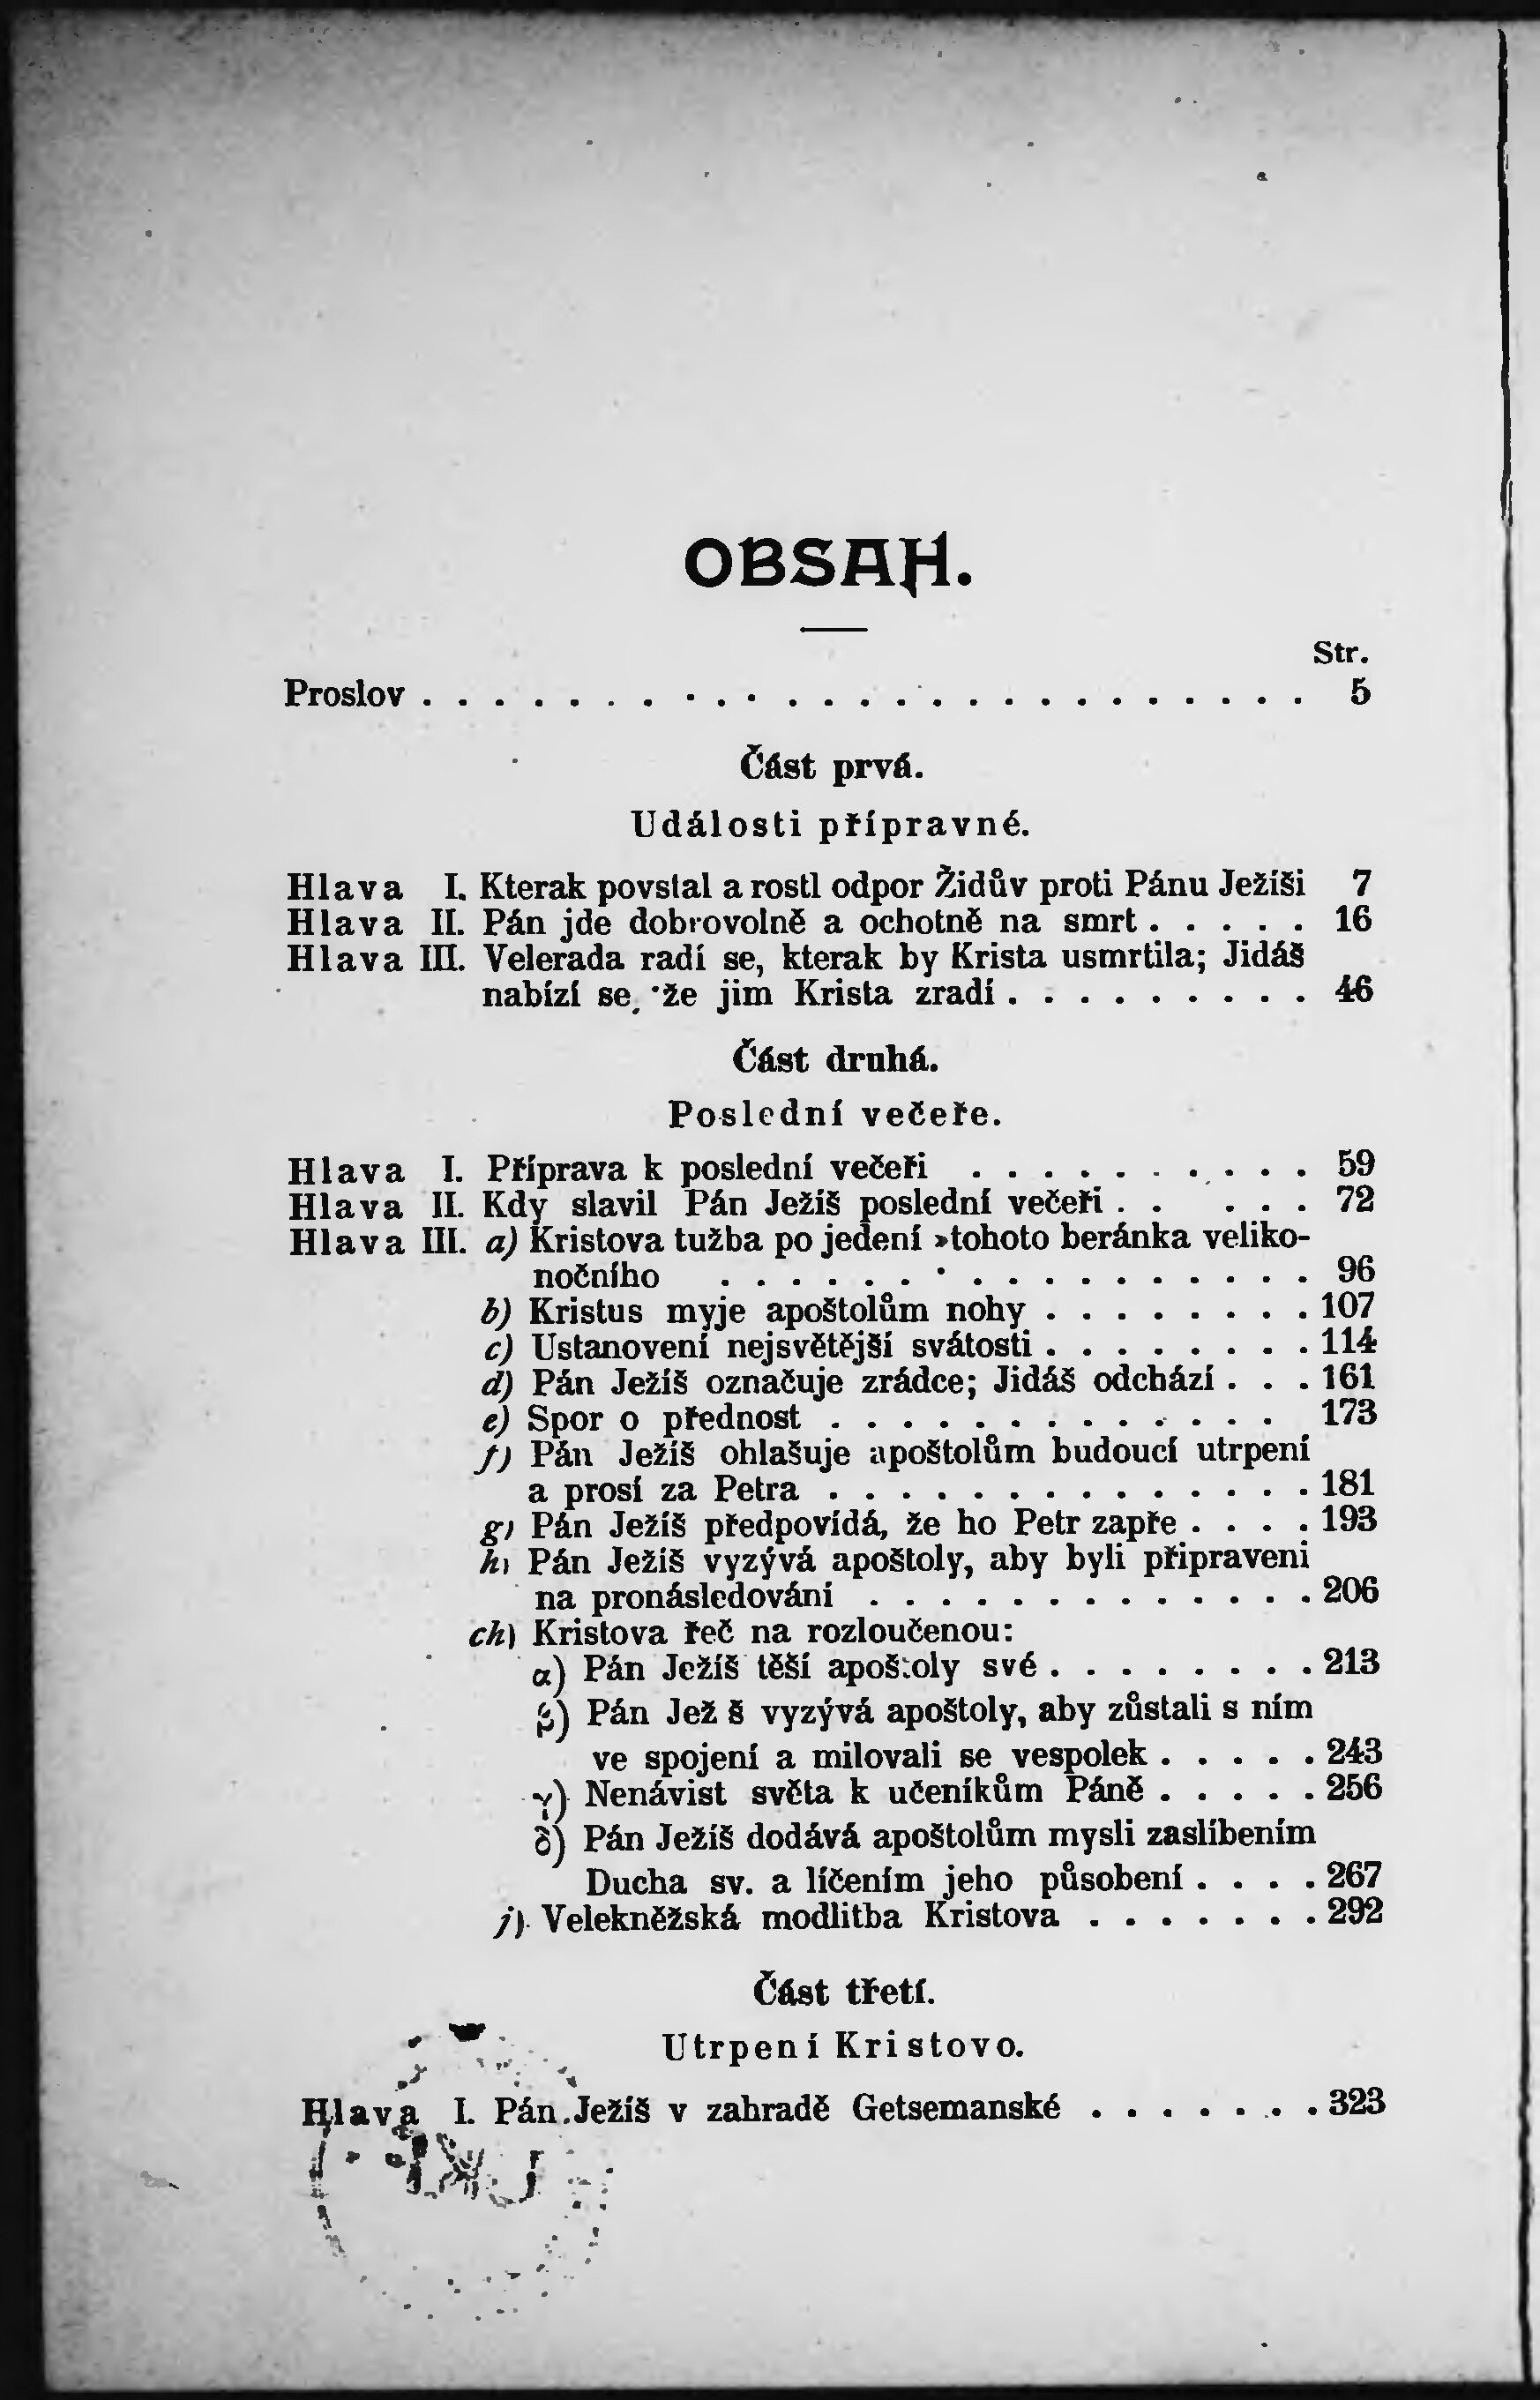 OBSAH.
Str.
Proslov . . . . . . . . . . . . . . . . . . . . . . . . . 5
Část prvá.
Události přípravné.
Hlava I. Kterak povstal a rostl odpor Židův proti Pánu Ježíši 7
Hlava II. Pán jde dobrovolně a ochotně na smrt . . . . . 16
Hlava III. Velerada radí se, kterak by Krista usmrtila; Jidáš
nabízí se, že jim Krista zradí . . . . . . . . . 46
Část druhá.
Poslední večeře.
Hlava I. Příprava k poslední večeři . . . . . . . . . . 59
Hlava II. Kdy slavil Pán Ježíš poslední večeři . . . . . 72
Hlava III. a) Kristova tužba po jedení »tohoto beránka veliko-
nočního . . . . . . . . . . . . . . . . . 96
b) Kristus myje apoštolům nohy . . . . . . . . 107
c) Ustanovení nejsvětější svátosti . . . . . . . . 114
d) Pán Ježíš označuje zrádce; Jidáš odchází . . . 161
e) Spor o přednost . . . . . . . . . . . . . 173
f) Pán Ježíš ohlašuje apoštolům budoucí utrpení
a prosí za Petra . . . . . . . . . . . . . . 181
g) Pán Ježíš předpovídá, že ho Petr zapře . . . . 193
h) Pán Ježíš vyzývá apoštoly, aby byli připraveni
na pronásledování . . . . . . . . . . . . . 206
ch) Kristova řeč na rozloučenou:
α) Pán Ježíš těší apoštoly své . . . . . . . . 213
β) Pán Jež š vyzývá apoštoly, aby zůstali s ním
ve spojení a milovali se vespolek . . . . . 243
γ) Nenávist světa k učeníkům Páně . . . . . 256
δ) Pán Ježíš dodává apoštolům mysli zaslíbením
Ducha sv. a líčením jeho působení . . . . 267
j) Velekněžská modlitba Kristova . . . . . . . 292
Část třetí.
Utrpení Kristovo.
Hlava I. Pán Ježíš v zahradě Getsemanské . . . . . . . 323